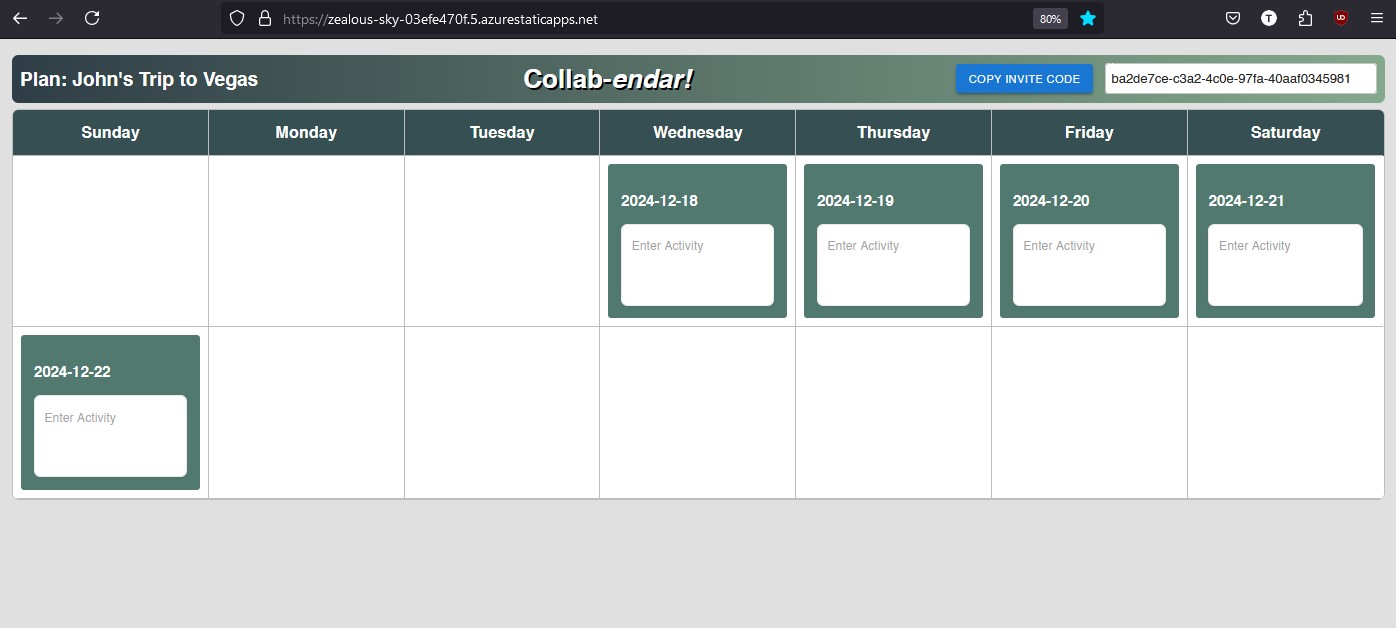 https://zealous-sky-03efe470f.5.azurestaticapps.net 80% T UD
Plan: John's Trip to Vegas Collab-endar! COPY INVITE CODE ba2de7ce-c3a2-4c0e-97fa-40aaf0345981
Sunday Monday Tuesday Wednesday Thursday Friday Saturday
2024-12-18 2024-12-19 2024-12-20 2024-12-21
Enter Activity Enter Activity Enter Activity Enter Activity
2024-12-22
Enter Activity